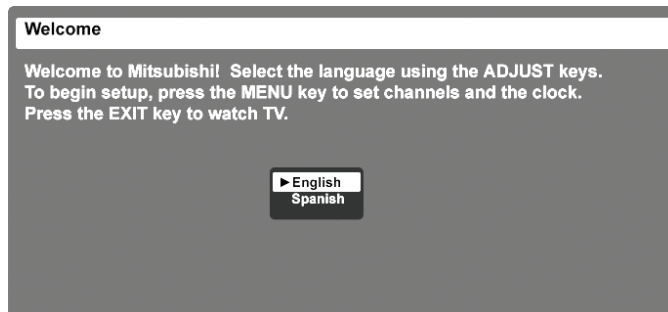 Welcome
Welcome to Mitsubishi! Select the language using the ADJUST keys.
To begin setup, press the MENU key to set channels and the clock.
Press the EXIT key to watch TV.
►English
Spanish